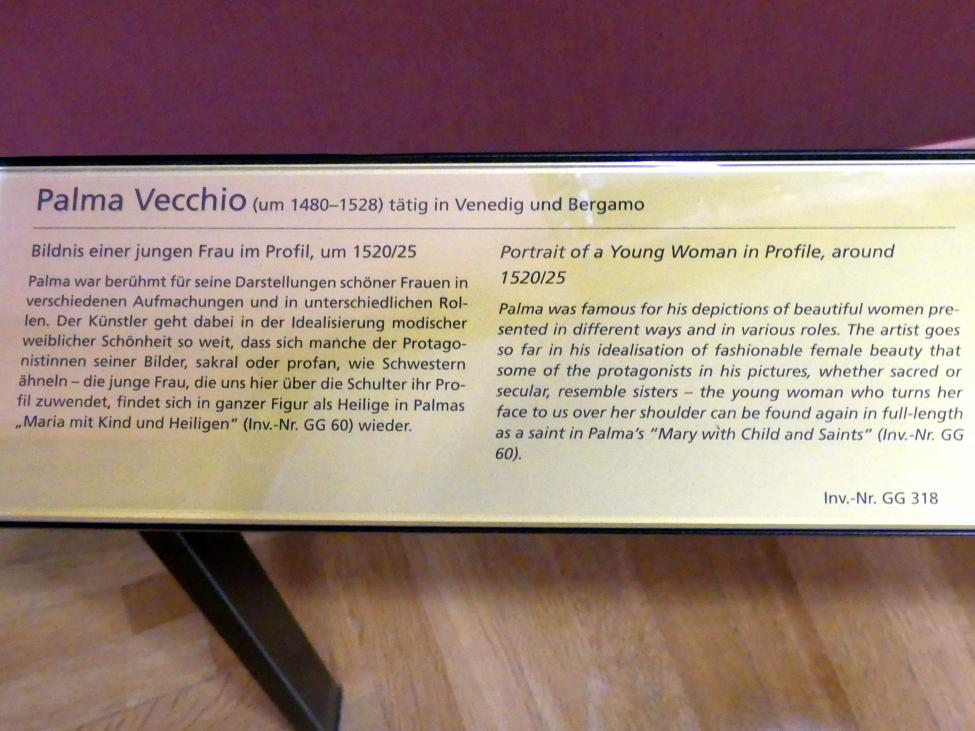 Palma Vecchio (um 1480–1528) tätig in Venedig und Bergamo
Bildnis einer jungen Frau im Profil, um 1520/25
Palma war berühmt für seine Darstellungen schöner Frauen in
verschiedenen Aufmachungen und in unterschiedlichen Rol-
len. Der Künstler geht dabei in der Idealisierung modischer
weiblicher Schönheit so weit, dass sich manche der Protago-
nistinnen seiner Bilder, sakral oder profan, wie Schwestern
ähneln – die junge Frau, die uns hier über die Schulter ihr Pro-
fil zuwendet, findet sich in ganzer Figur als Heilige in Palmas
„Maria mit Kind und Heiligen“ (Inv.-Nr. GG 60) wieder.
Portrait of a Young Woman in Profile, around
1520/25
Palma was famous for his depictions of beautiful women pre-
sented in different ways and in various roles. The artist goes
so far in his idealisation of fashionable female beauty that
some of the protagonists in his pictures, whether sacred or
secular, resemble sisters – the young woman who turns her
face to us over her shoulder can be found again in full-length
as a saint in Palma’s “Mary with Child and Saints” (Inv.-Nr. GG
60).
Inv.-Nr. GG 318